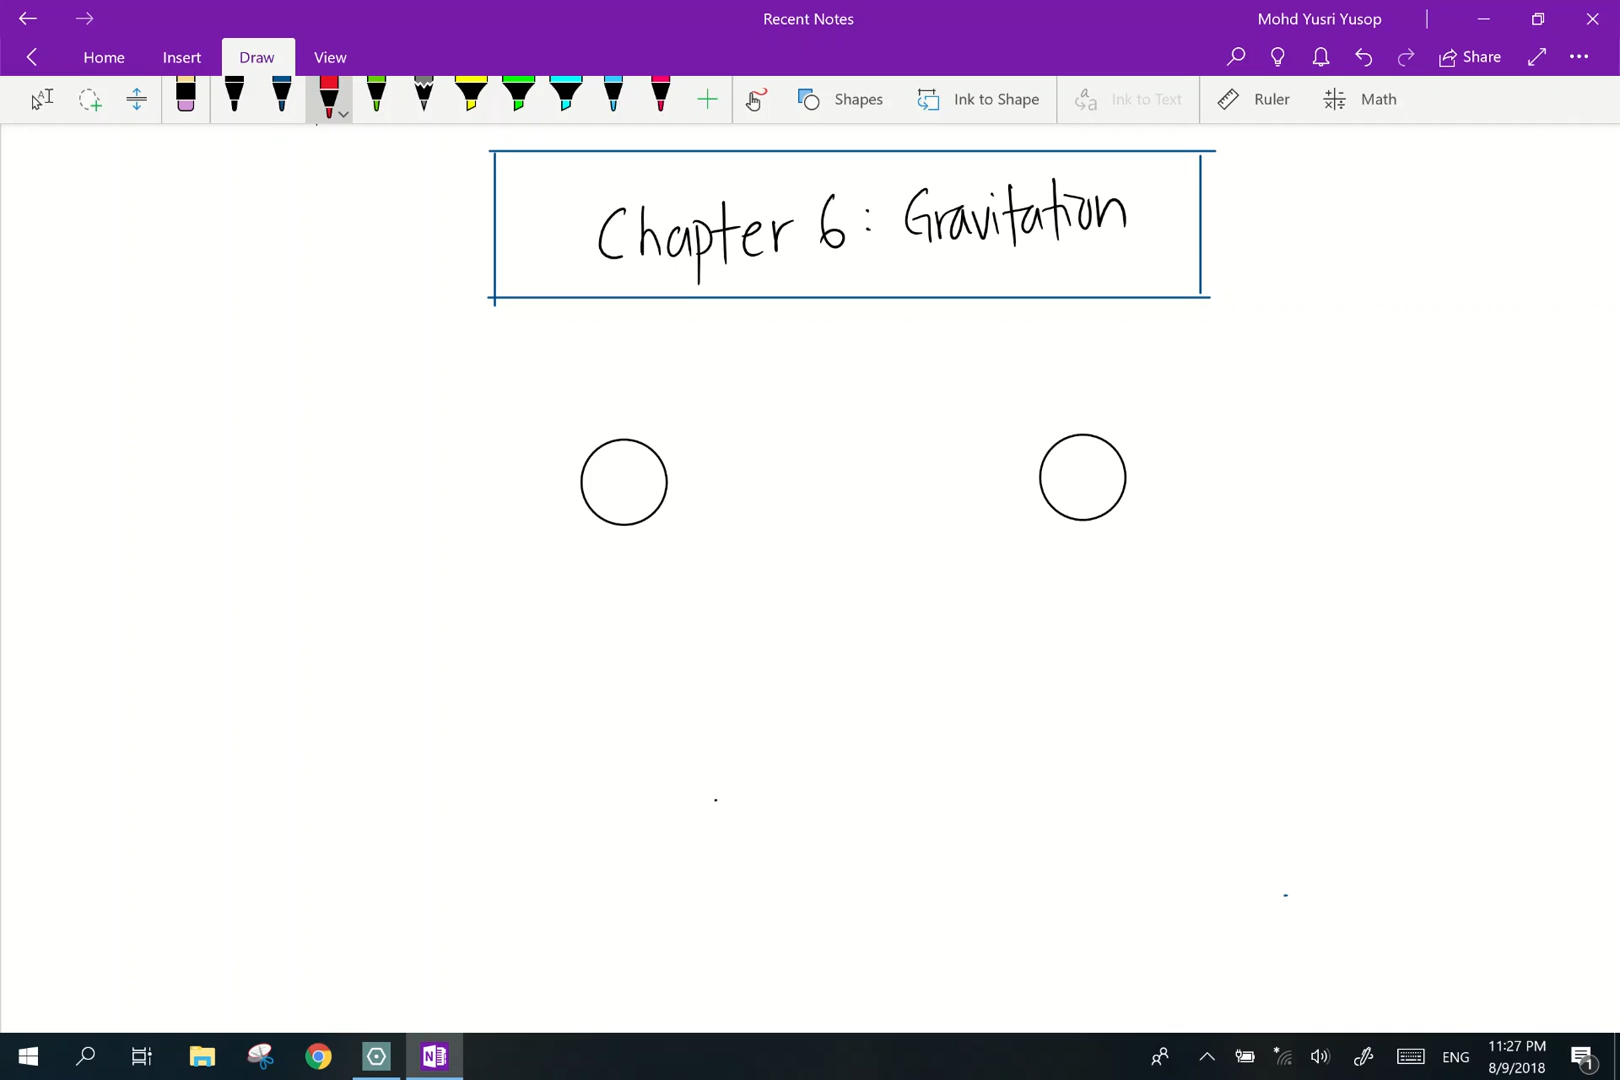 Recent Notes
Mohd Yusri Yusop
Home
Insert
Draw
View
Share
Shapes
Ink to Shape
Ink to Text
Ruler
Math
Chapter 6 : Gravitation
ENG
11:27 PM
8/9/2018
1